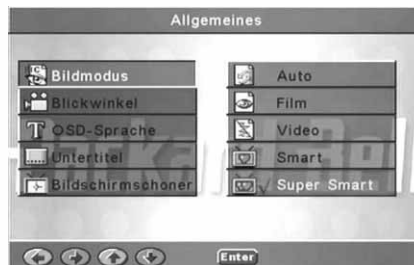 Allgemeines
Bildmodus
Blickwinkel
OSD-Sprache
Untertitel
Bildschirmschoner
Auto
Film
Video
Smart
Super Smart
Enter